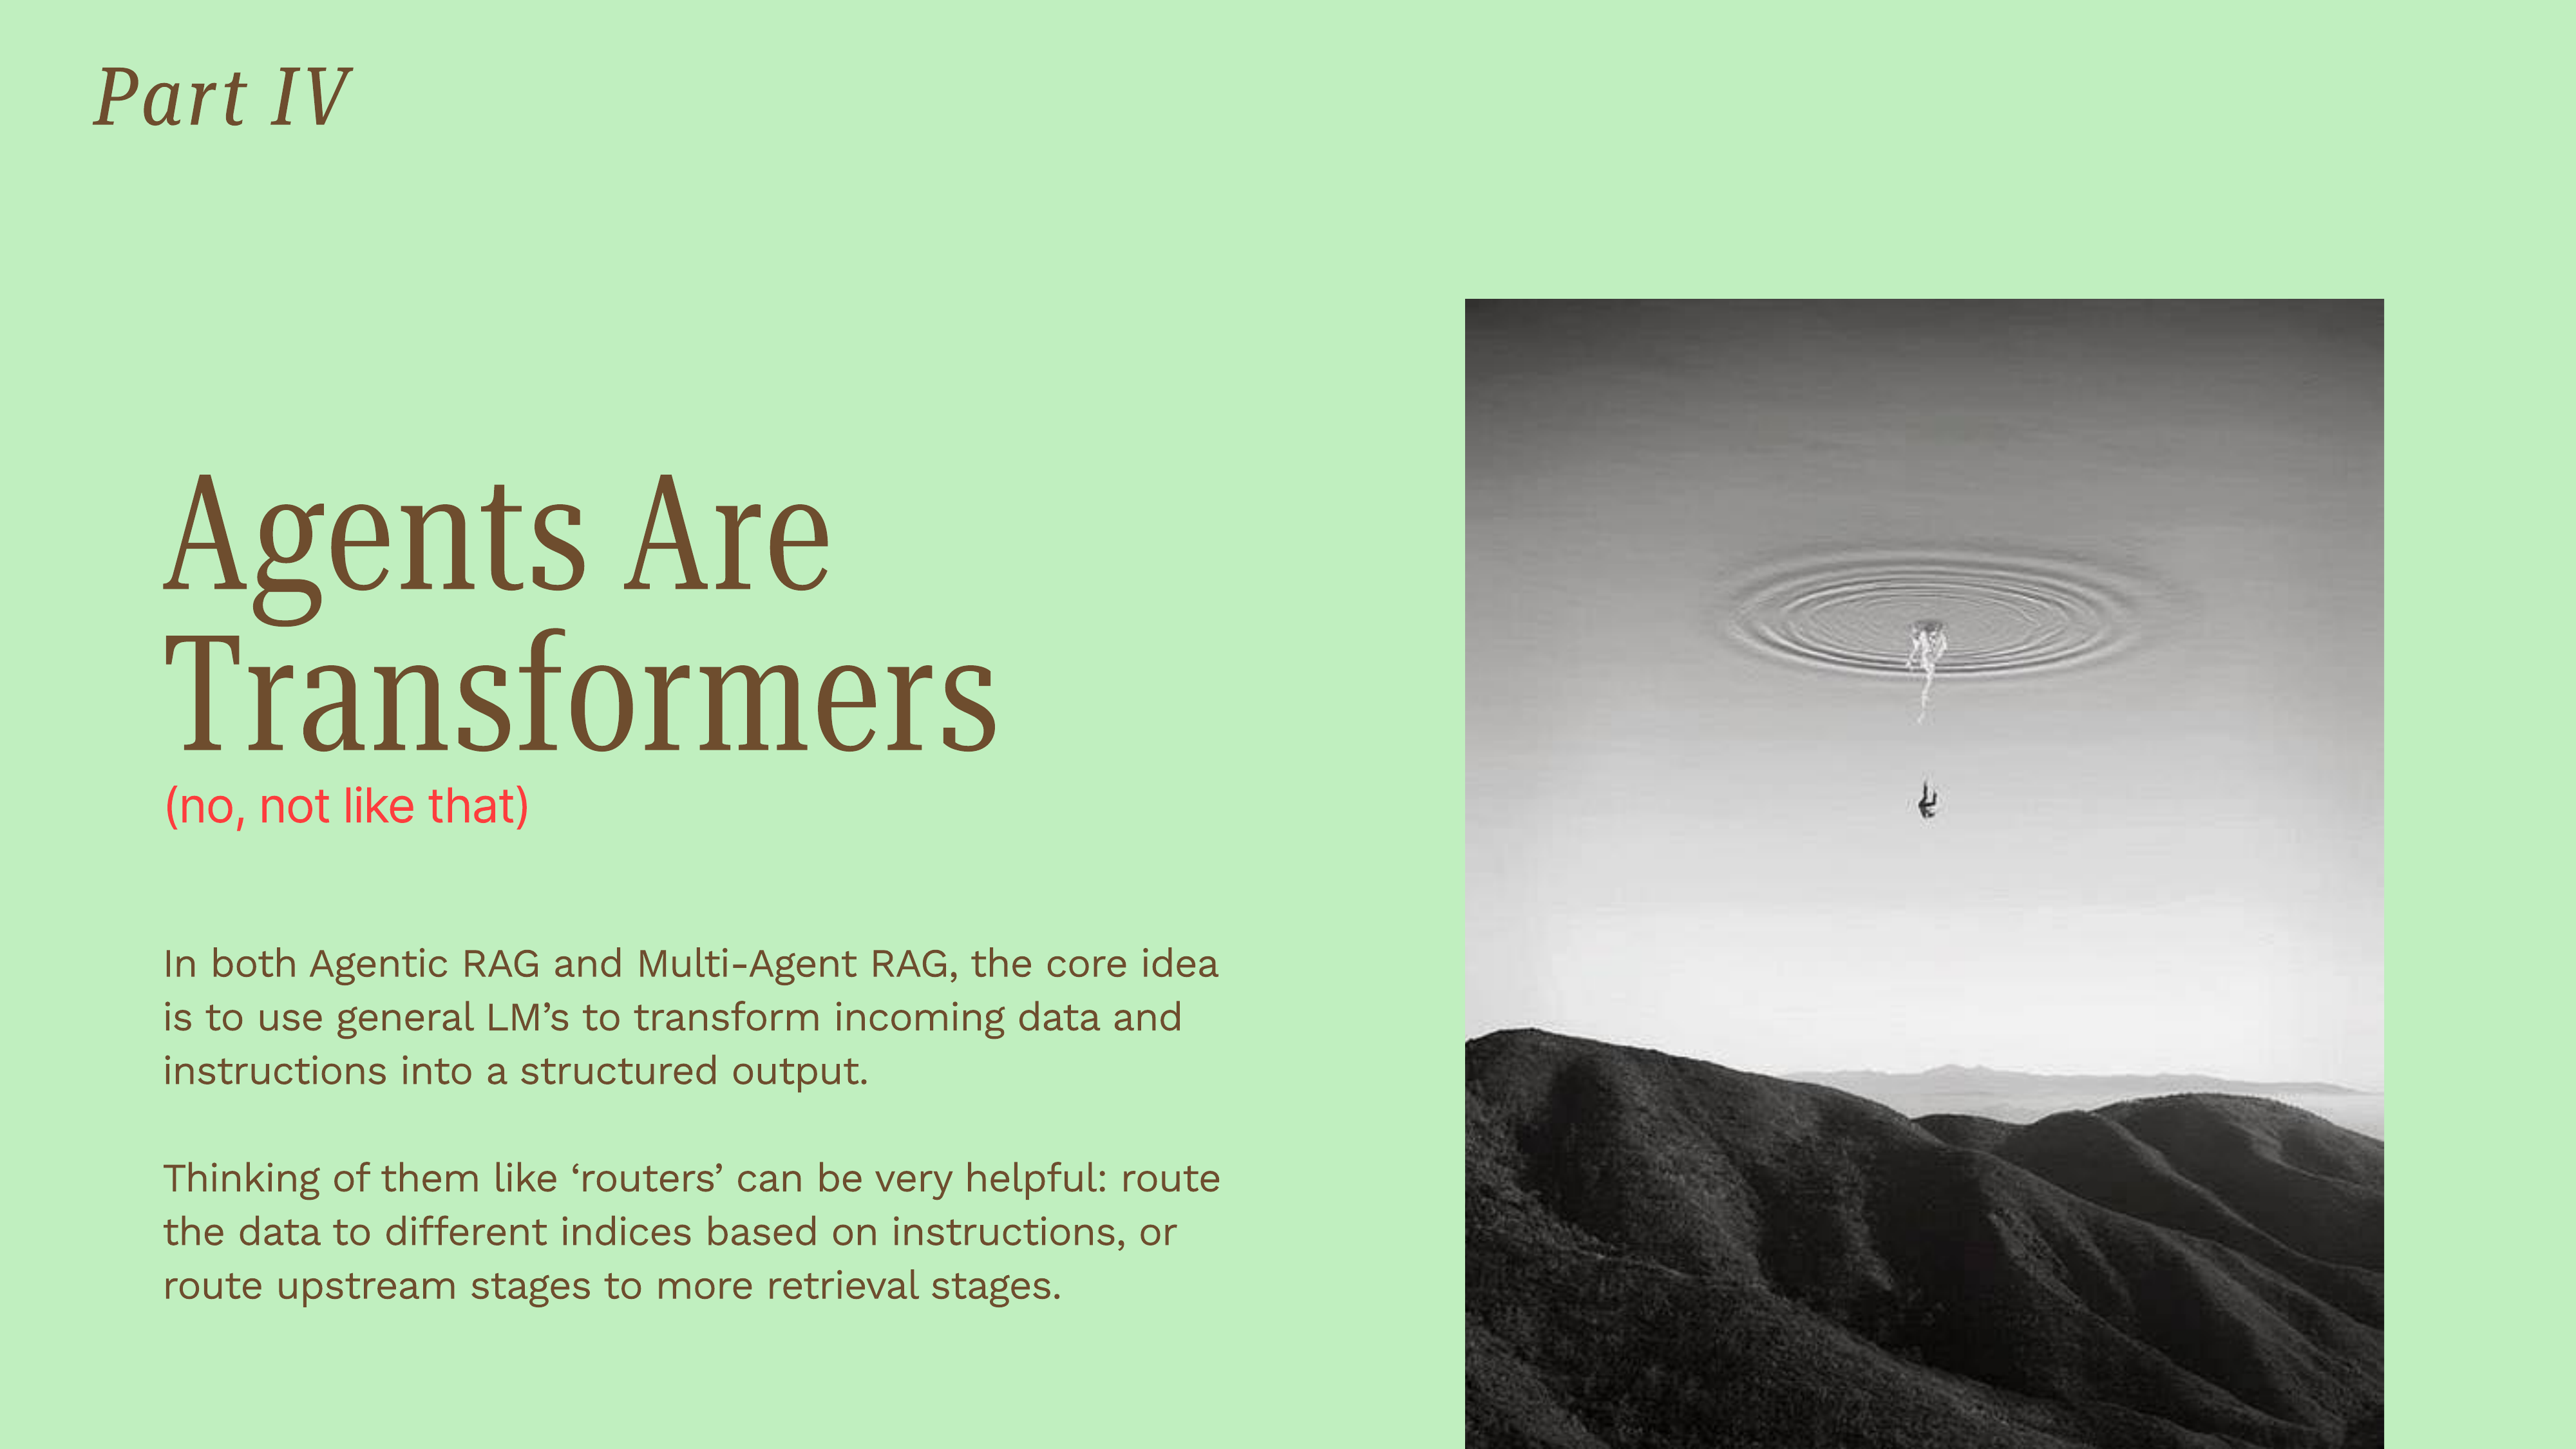 Part IV
Agents Are
Transformers
(no, not like that)
In both Agentic RAG and Multi-Agent RAG, the core idea
is to use general LM’s to transform incoming data and
instructions into a structured output.
Thinking of them like ‘routers’ can be very helpful: route
the data to different indices based on instructions, or
route upstream stages to more retrieval stages.